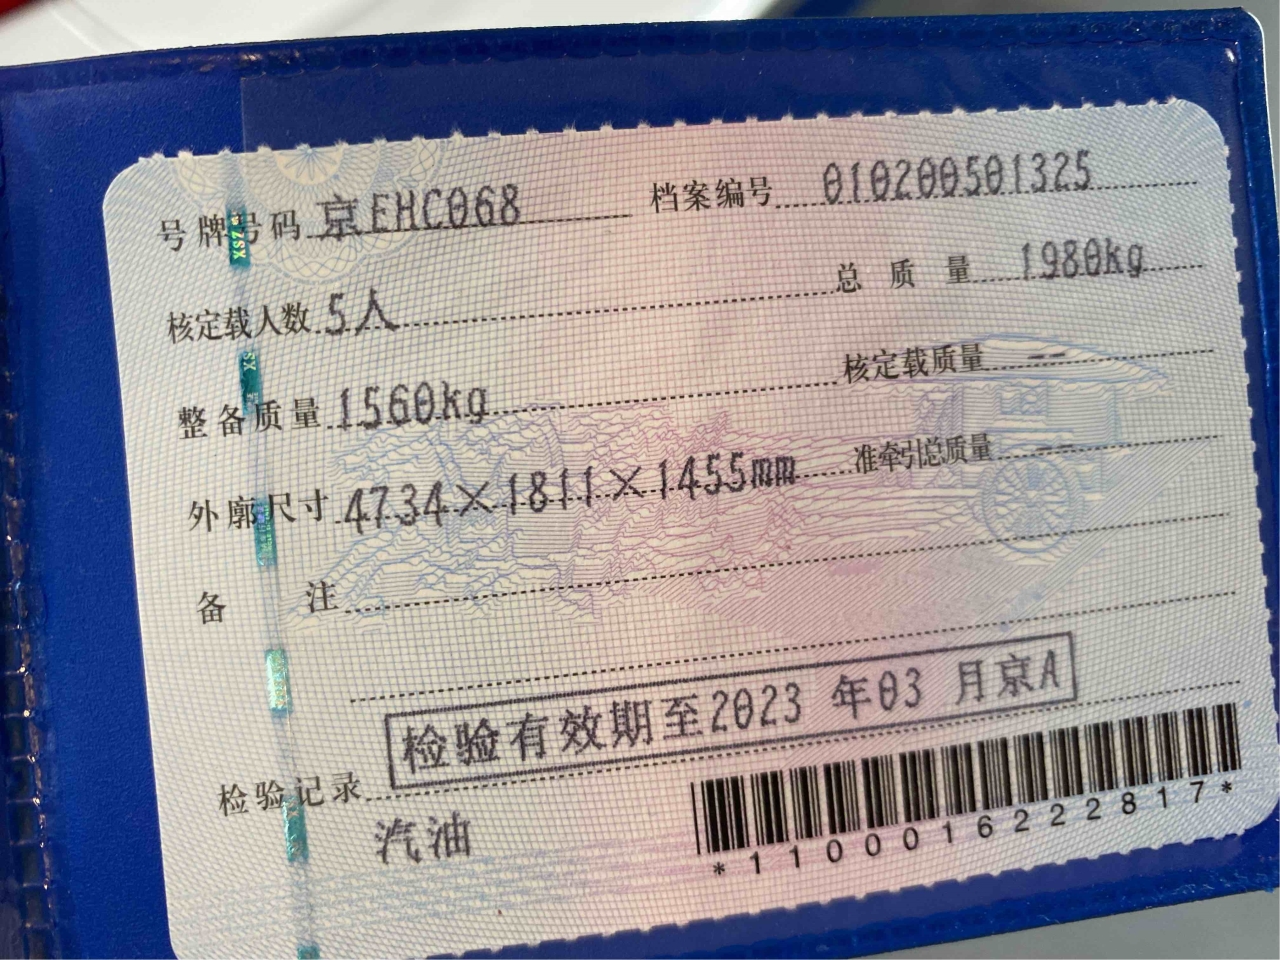 号牌号码 京EHC068 档案编号 010200501325
核定载人数 5人 总质量 1980kg
整备质量 1560kg 核定载质量 --
外廓尺寸 4734×1811×1455mm 准牵引总质量 --
备注
检验有效期至2023年03月京A
检验记录
汽油
*1100016222817*
XSZ
XS